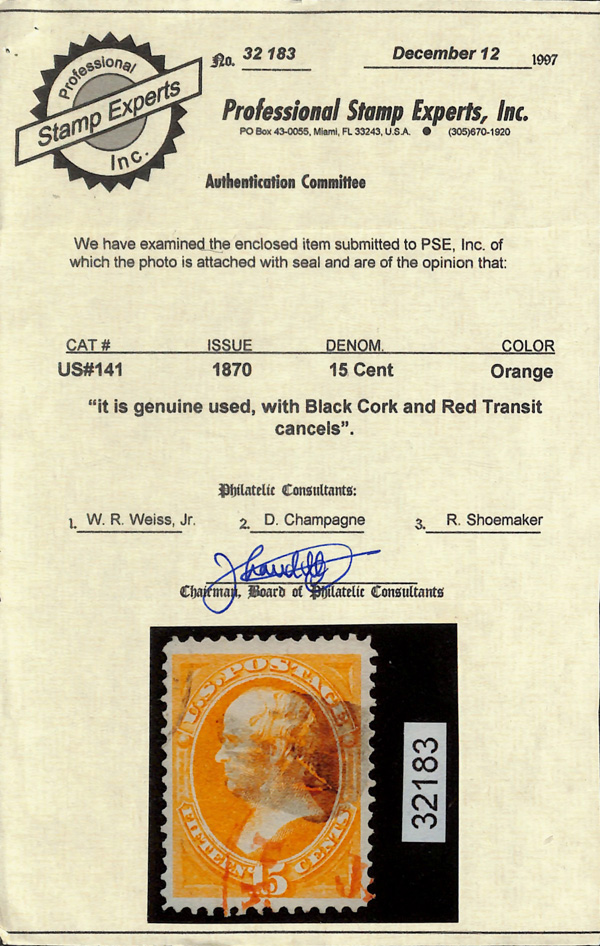 Professional
Stamp Experts
Inc.
No. 32 183
December 12 1997
Professional Stamp Experts, Inc.
PO Box 43-0055, Miami, FL 33243, U.S.A. ● (305)670-1920
Authentication Committee
We have examined the enclosed item submitted to PSE, Inc. of
which the photo is attached with seal and are of the opinion that:
CAT # ISSUE DENOM. COLOR
US#141 1870 15 Cent Orange
“it is genuine used, with Black Cork and Red Transit
cancels”.
Philatelic Consultants:
1. W. R. Weiss, Jr. 2. D. Champagne 3. R. Shoemaker
Chairman, Board of Philatelic Consultants
U.S. POSTAGE
FIFTEEN 15 CENTS
32183